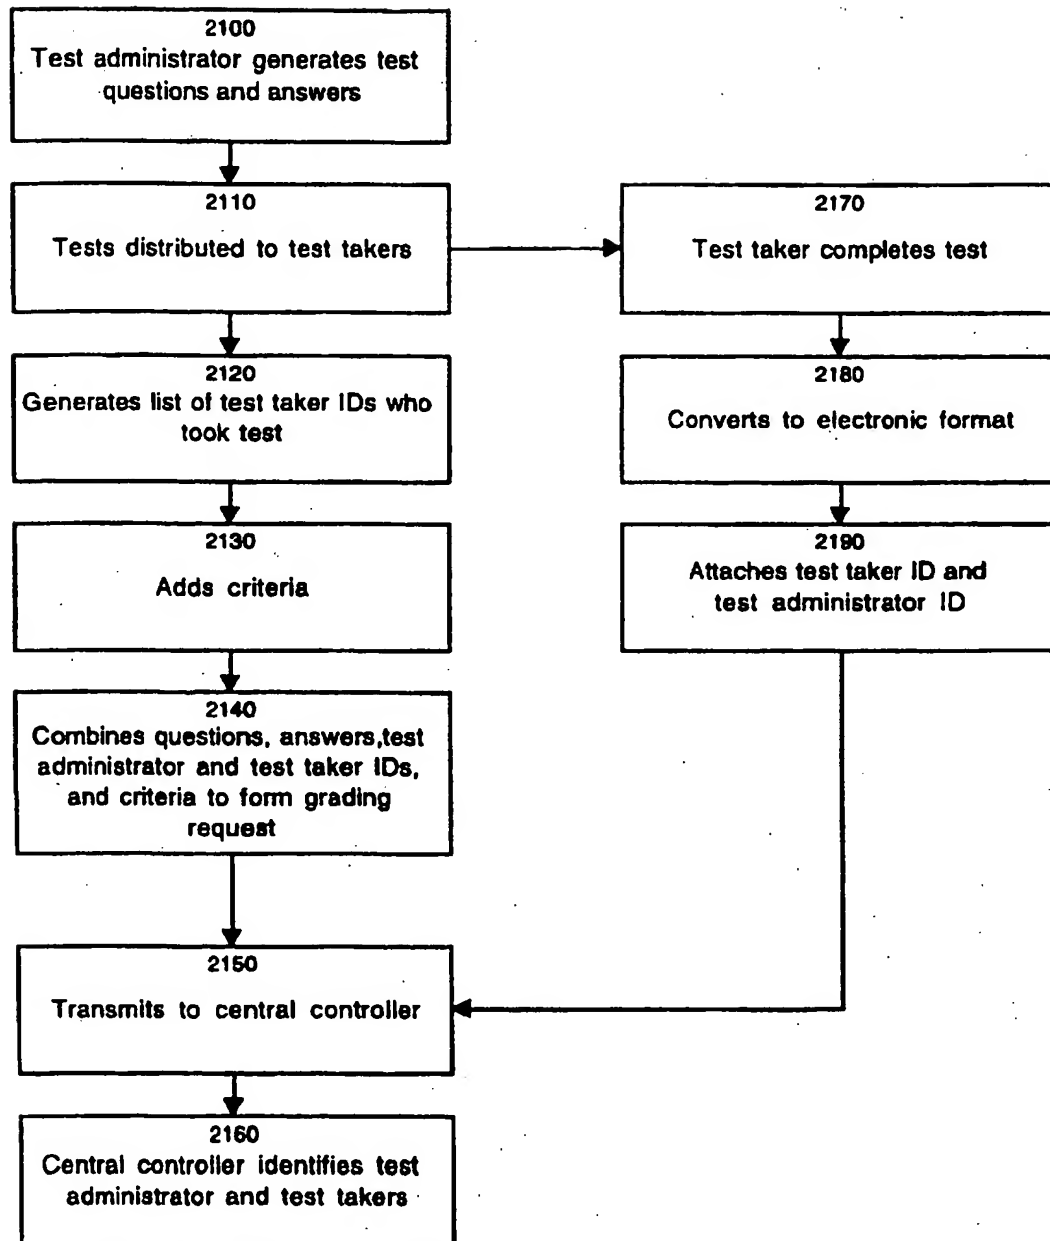 2100
Test administrator generates test
questions and answers
2110
Tests distributed to test takers
2120
Generates list of test taker IDs who
took test
2130
Adds criteria
2140
Combines questions, answers,test
administrator and test taker IDs,
and criteria to form grading
request
2150
Transmits to central controller
2160
Central controller identifies test
administrator and test takers
2170
Test taker completes test
2180
Converts to electronic format
2190
Attaches test taker ID and
test administrator ID